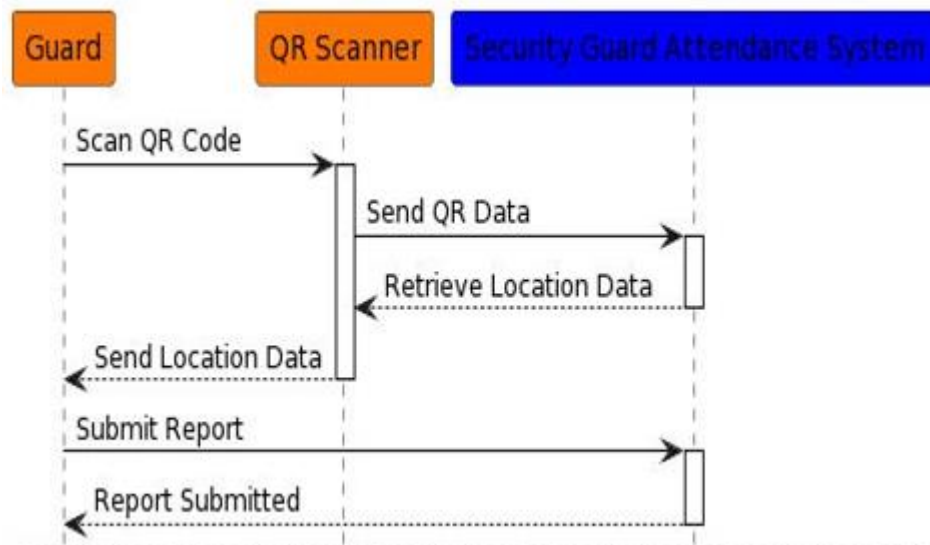 Guard
QR Scanner
Security Guard Attendance System
Scan QR Code
Send QR Data
Retrieve Location Data
Send Location Data
Submit Report
Report Submitted